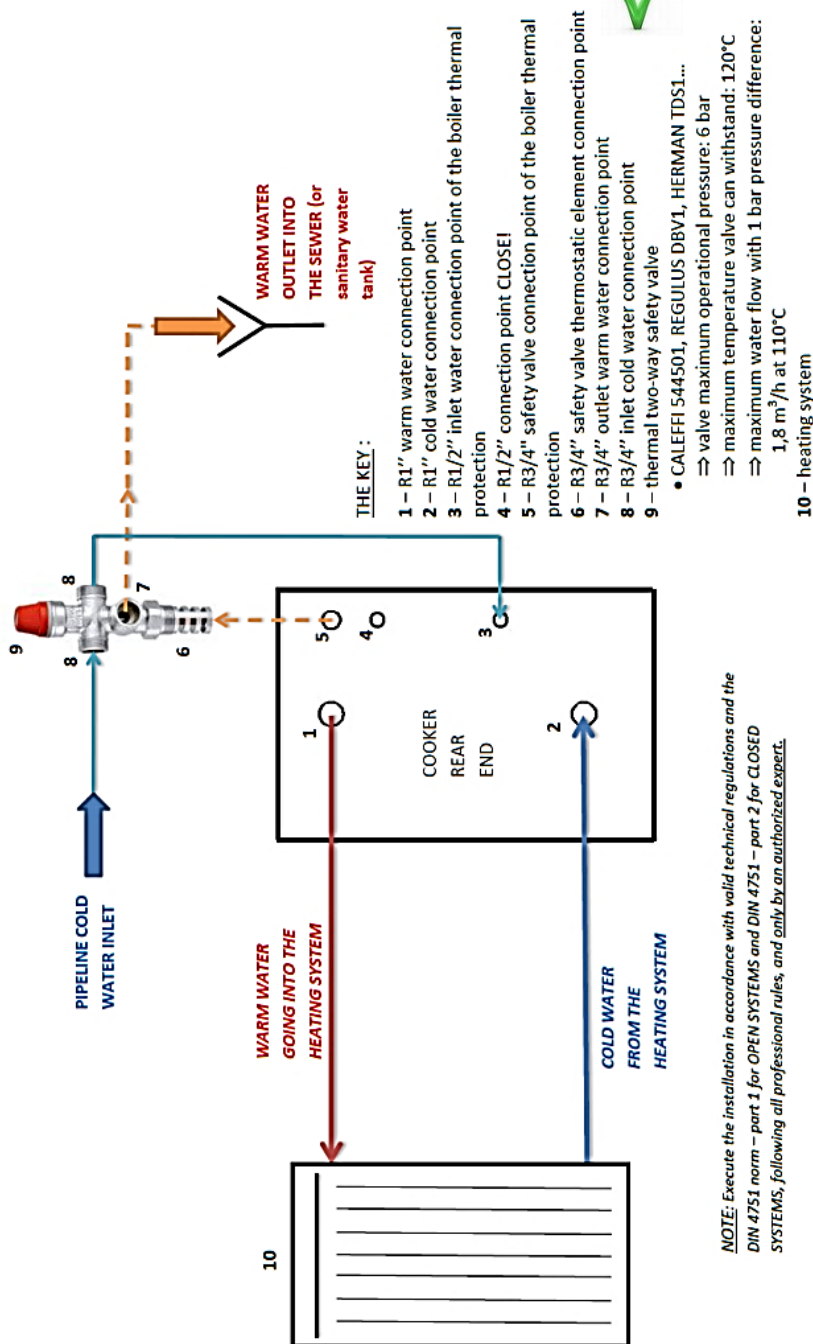 9
8
8
7
6
PIPELINE COLD
WATER INLET
WARM WATER
OUTLET INTO
THE SEWER (or
sanitary water
tank)
10
WARM WATER
GOING INTO THE
HEATING SYSTEM
COLD WATER
FROM THE
HEATING SYSTEM
1
2
COOKER
REAR
END
5
4
3
THE KEY :
1 – R1’’ warm water connection point
2 – R1’’ cold water connection point
3 – R1/2’’ inlet water connection point of the boiler thermal
protection
4 – R1/2’’ connection point CLOSE!
5 – R3/4" safety valve connection point of the boiler thermal
protection
6 – R3/4’’ safety valve thermostatic element connection point
7 – R3/4’’ outlet warm water connection point
8 – R3/4’’ inlet cold water connection point
9 – thermal two-way safety valve
• CALEFFI 544501, REGULUS DBV1, HERMAN TDS1...
⇒ valve maximum operational pressure: 6 bar
⇒ maximum temperature valve can withstand: 120°C
⇒ maximum water flow with 1 bar pressure difference:
1,8 m³/h at 110°C
10 – heating system
NOTE: Execute the installation in accordance with valid technical regulations and the
DIN 4751 norm – part 1 for OPEN SYSTEMS and DIN 4751 – part 2 for CLOSED
SYSTEMS, following all professional rules, and only by an authorized expert.